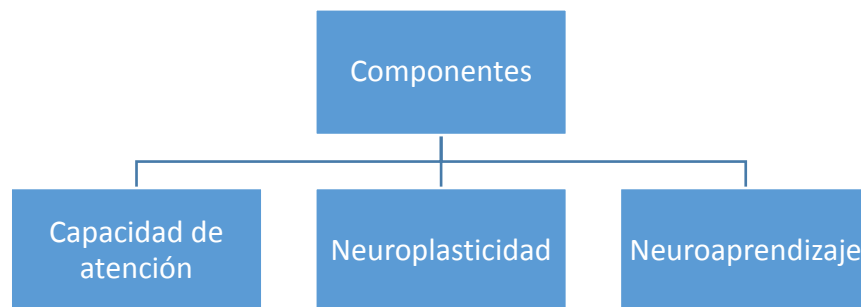 Componentes
Capacidad de
atención
Neuroplasticidad
Neuroaprendizaje